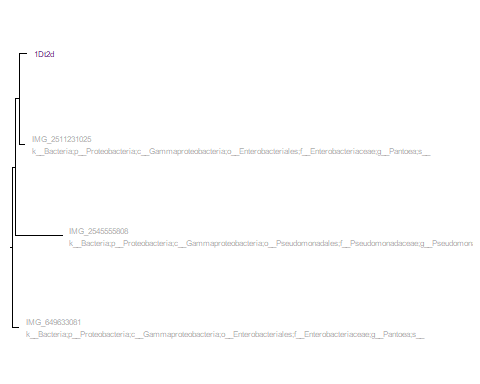 1Dt2d
IMG_2511231025
k__Bacteria;p__Proteobacteria;c__Gammaproteobacteria;o__Enterobacteriales;f__Enterobacteriaceae;g__Pantoea;s__
IMG_2545555808
k__Bacteria;p__Proteobacteria;c__Gammaproteobacteria;o__Pseudomonadales;f__Pseudomonadaceae;g__Pseudomon
IMG_649633081
k__Bacteria;p__Proteobacteria;c__Gammaproteobacteria;o__Enterobacteriales;f__Enterobacteriaceae;g__Pantoea;s__